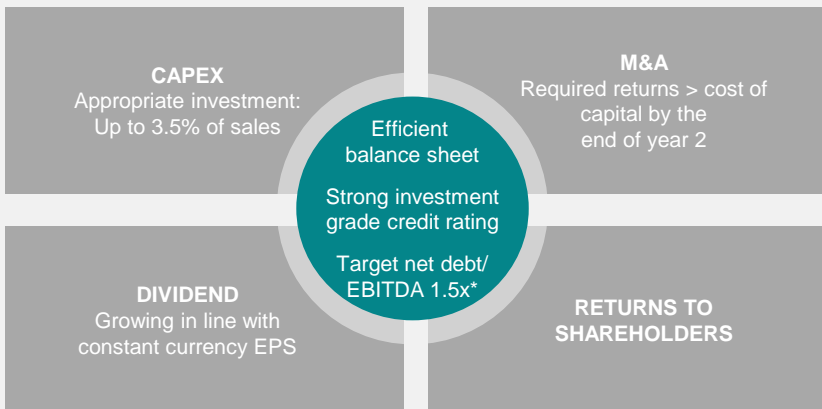 CAPEX
Appropriate investment:
Up to 3.5% of sales
M&A
Required returns > cost of
capital by the
end of year 2
Efficient
balance sheet
Strong investment
grade credit rating
Target net debt/
EBITDA 1.5x*
DIVIDEND
Growing in line with
constant currency EPS
RETURNS TO
SHAREHOLDERS